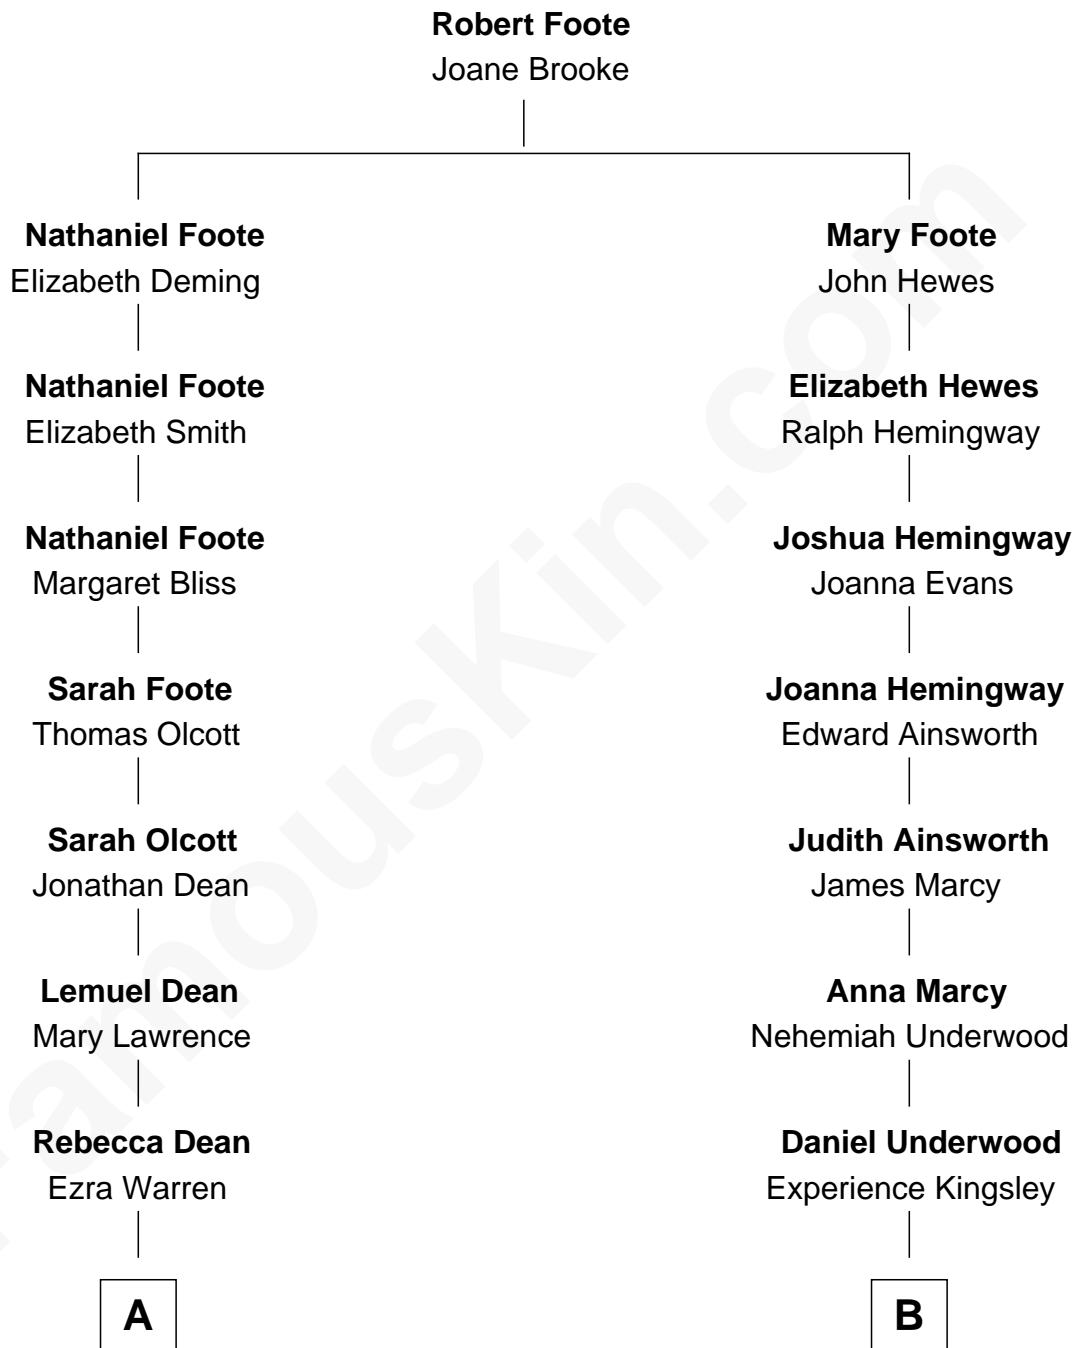 Robert Foote
Joane Brooke
Nathaniel Foote
Elizabeth Deming
Mary Foote
John Hewes
Nathaniel Foote
Elizabeth Smith
Elizabeth Hewes
Ralph Hemingway
Nathaniel Foote
Margaret Bliss
Joshua Hemingway
Joanna Evans
Sarah Foote
Thomas Olcott
Joanna Hemingway
Edward Ainsworth
Sarah Olcott
Jonathan Dean
Judith Ainsworth
James Marcy
Lemuel Dean
Mary Lawrence
Anna Marcy
Nehemiah Underwood
Rebecca Dean
Ezra Warren
Daniel Underwood
Experience Kingsley
A
B
FamousKin.com